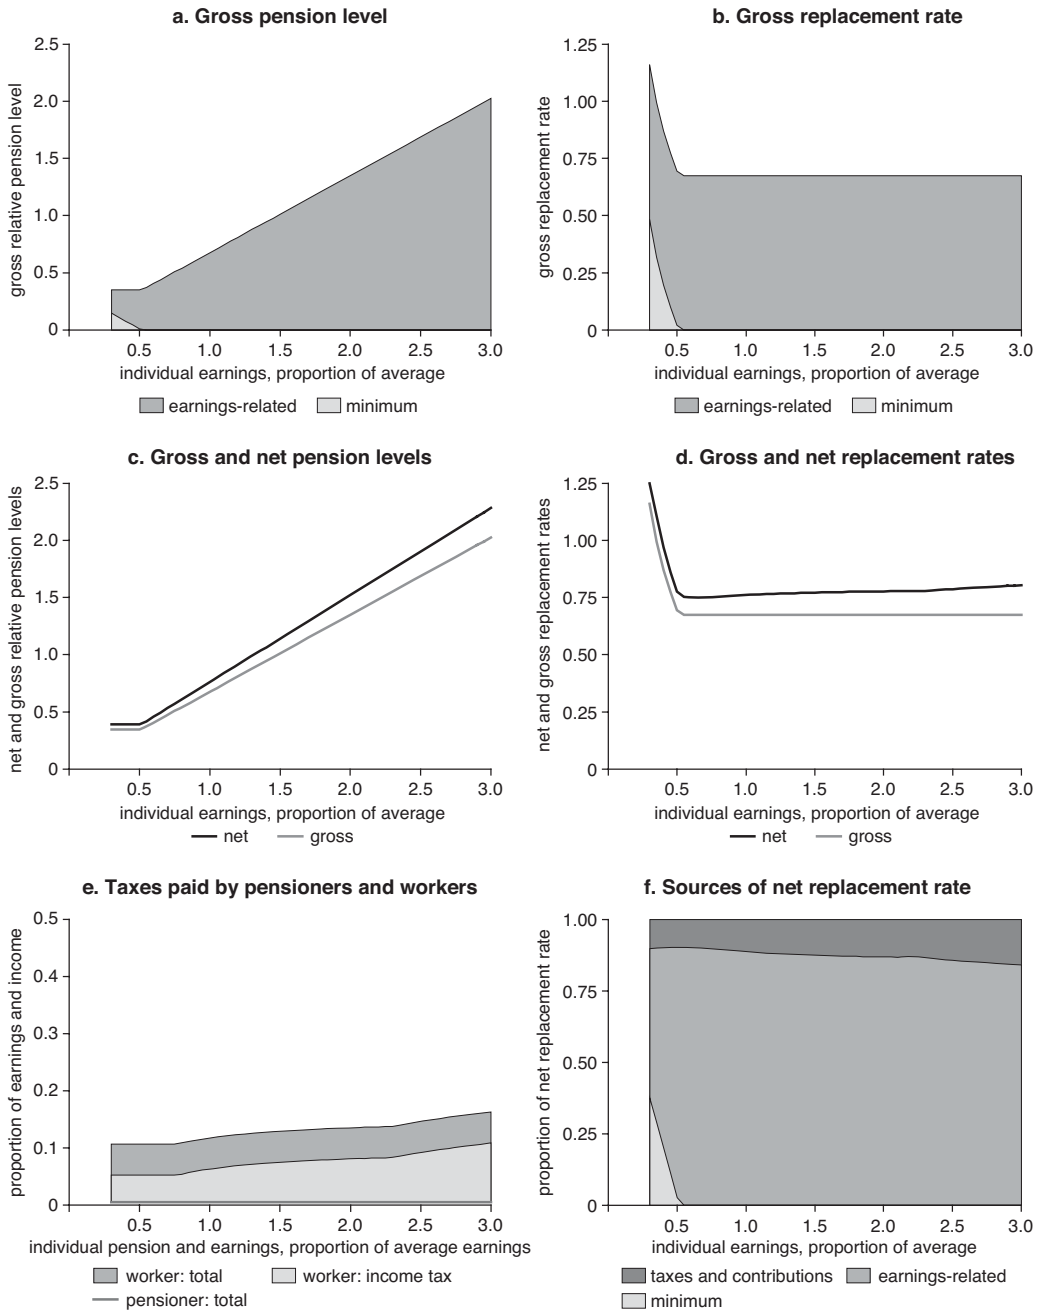 a. Gross pension level
gross relative pension level
2.5
2.0
1.5
1.0
0.5
0
0.5 1.0 1.5 2.0 2.5 3.0
individual earnings, proportion of average
earnings-related minimum
b. Gross replacement rate
gross replacement rate
1.25
1.00
0.75
0.50
0.25
0
0.5 1.0 1.5 2.0 2.5 3.0
individual earnings, proportion of average
earnings-related minimum
c. Gross and net pension levels
net and gross relative pension levels
2.5
2.0
1.5
1.0
0.5
0
0.5 1.0 1.5 2.0 2.5 3.0
individual earnings, proportion of average
net gross
d. Gross and net replacement rates
net and gross replacement rates
1.25
1.00
0.75
0.50
0.25
0
0.5 1.0 1.5 2.0 2.5 3.0
individual earnings, proportion of average
net gross
e. Taxes paid by pensioners and workers
proportion of earnings and income
0.5
0.4
0.3
0.2
0.1
0
0.5 1.0 1.5 2.0 2.5 3.0
individual pension and earnings, proportion of average earnings
worker: total worker: income tax
pensioner: total
f. Sources of net replacement rate
proportion of net replacement rate
1.00
0.75
0.50
0.25
0
0.5 1.0 1.5 2.0 2.5 3.0
individual earnings, proportion of average
taxes and contributions earnings-related
minimum